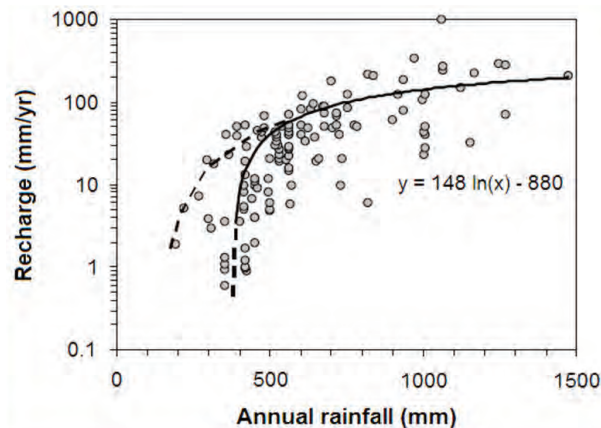 1000
100
10
1
0.1
Recharge (mm/yr)
y = 148 ln(x) - 880
0 500 1000 1500
Annual rainfall (mm)